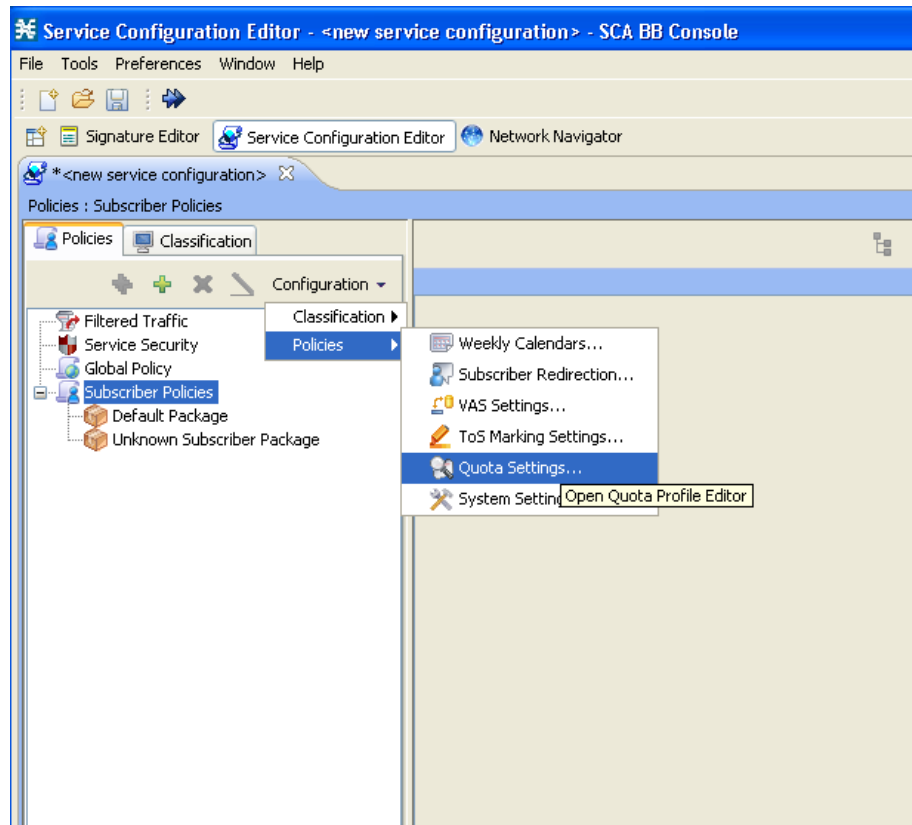 Service Configuration Editor - <new service configuration> - SCA BB Console
File Tools Preferences Window Help
Signature Editor Service Configuration Editor Network Navigator
*<new service configuration>
Policies : Subscriber Policies
Policies Classification
Configuration
Classification
Policies
Filtered Traffic
Service Security
Global Policy
Subscriber Policies
Default Package
Unknown Subscriber Package
Weekly Calendars...
Subscriber Redirection...
VAS Settings...
ToS Marking Settings...
Quota Settings...
System Setting
Open Quota Profile Editor